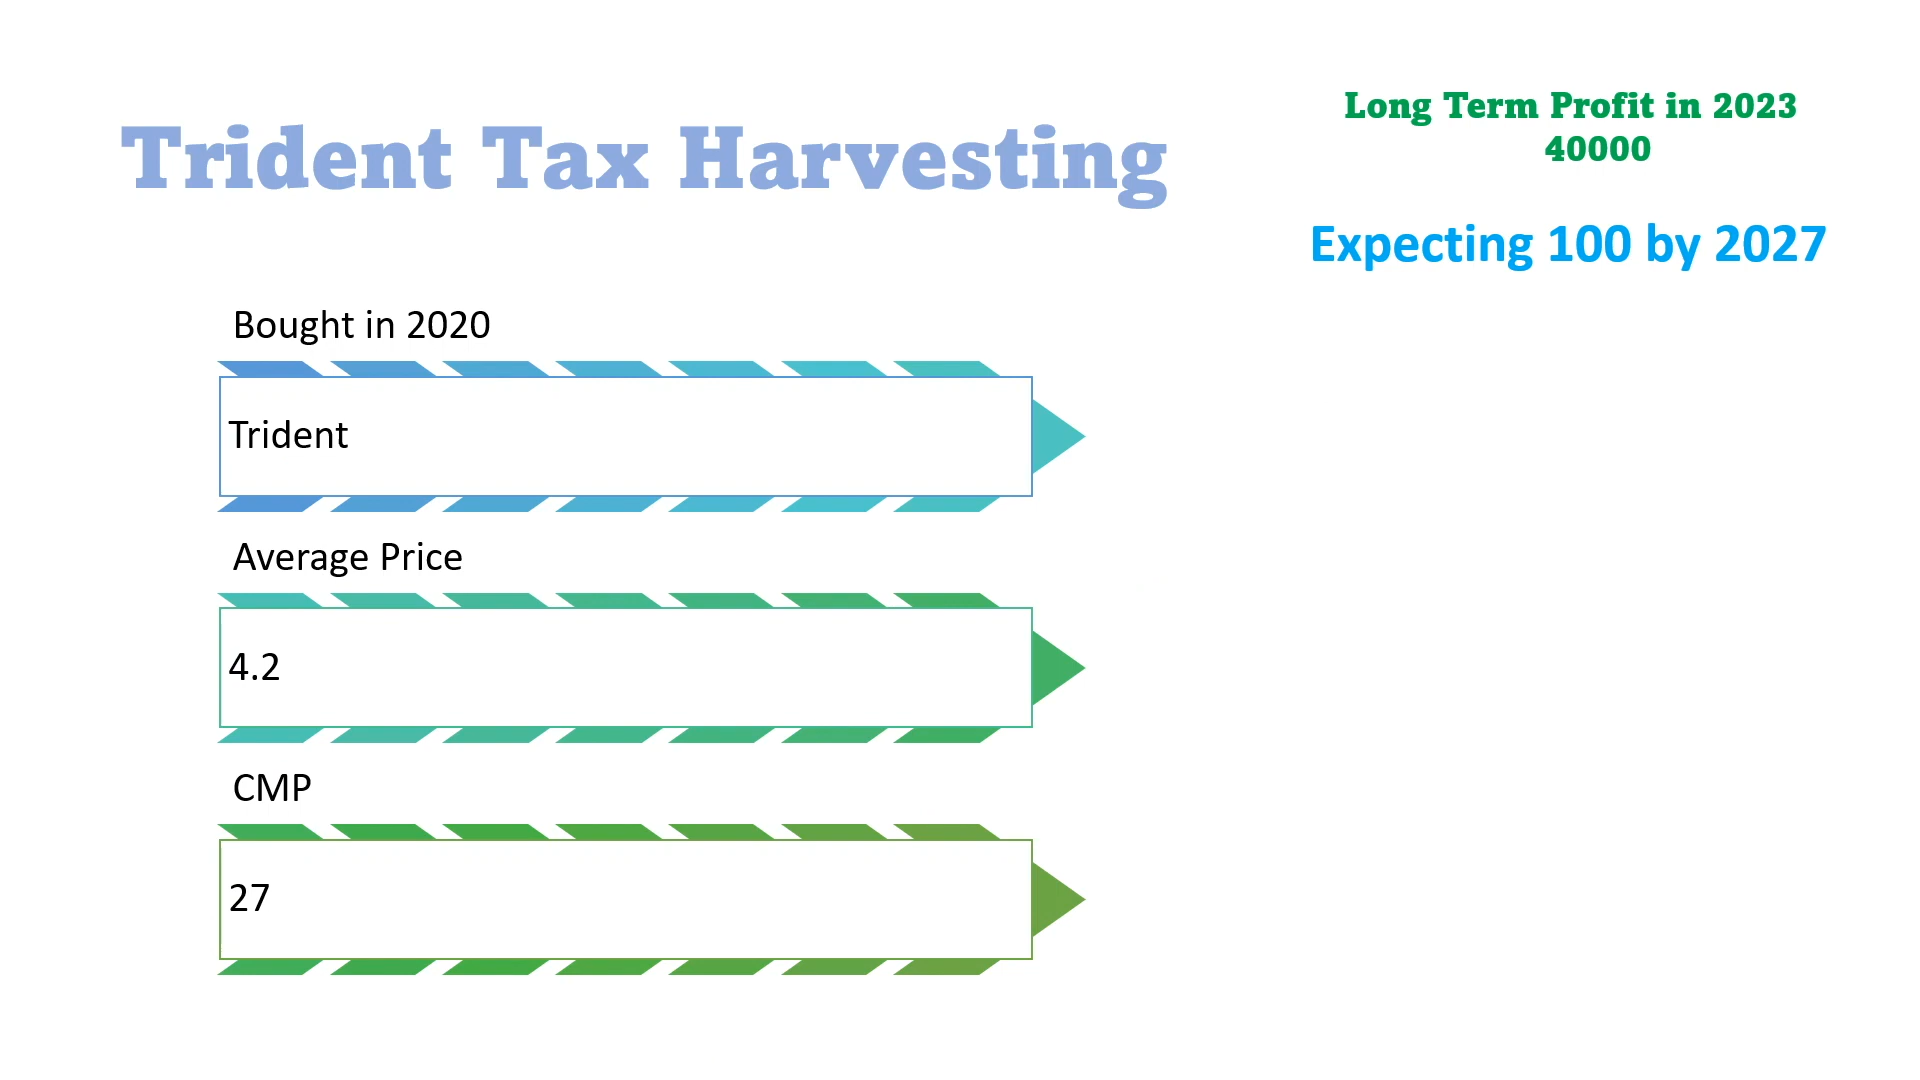 Trident Tax Harvesting
Long Term Profit in 2023
40000
Expecting 100 by 2027
Bought in 2020
Trident
Average Price
4.2
CMP
27